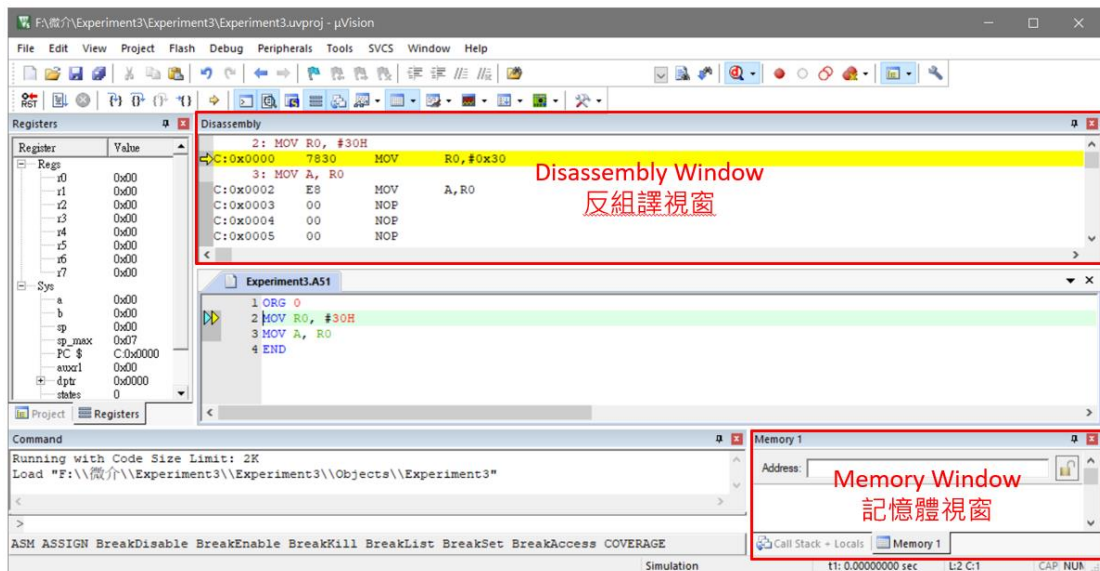 F:\微介\Experiment3\Experiment3\Experiment3.uvproj - µVision
File Edit View Project Flash Debug Peripherals Tools SVCS Window Help
RST
Registers
Register Value
Regs
r0 0x00
r1 0x00
r2 0x00
r3 0x00
r4 0x00
r5 0x00
r6 0x00
r7 0x00
Sys
a 0x00
b 0x00
sp 0x00
sp_max 0x07
PC $ C:0x0000
auxr1 0x00
dptr 0x0000
states 0
Project Registers
Disassembly
2: MOV R0, #30H
C:0x0000 7830 MOV R0,#0x30
3: MOV A, R0
C:0x0002 E8 MOV A,R0
C:0x0003 00 NOP
C:0x0004 00 NOP
C:0x0005 00 NOP
Disassembly Window
反組譯視窗
Experiment3.A51
1 ORG 0
2 MOV R0, #30H
3 MOV A, R0
4 END
Command
Running with Code Size Limit: 2K
Load "F:\\微介\\Experiment3\\Experiment3\\Objects\\Experiment3"
>
ASM ASSIGN BreakDisable BreakEnable BreakKill BreakList BreakSet BreakAccess COVERAGE
Memory 1
Address:
Memory Window
記憶體視窗
Call Stack + Locals Memory 1
Simulation t1: 0.00000000 sec L:2 C:1 CAP NUM